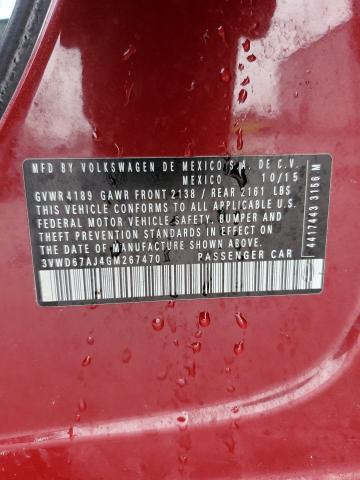 MFD BY VOLKSWAGEN DE MEXICO/S.A. DE C.V.
MEXICO 10/15
GVWR 4189 GAWR FRONT 2138 / REAR 2161 LBS
THIS VEHICLE CONFORMS TO ALL APPLICABLE U.S.
FEDERAL MOTOR VEHICLE SAFETY, BUMPER AND
THEFT PREVENTION STANDARDS IN EFFECT ON THE
DATE OF MANUFACTURE SHOWN ABOVE.
3VWD67AJ4GM267470 PASSENGER CAR
4417443 3156 M